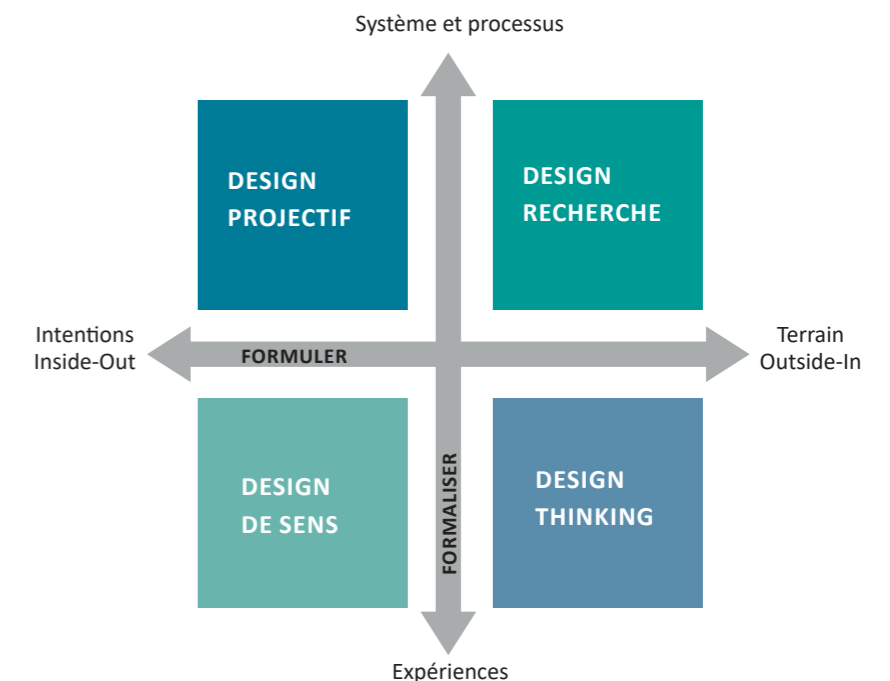 Système et processus
DESIGN
PROJECTIF
DESIGN
RECHERCHE
Intentions
Inside-Out
FORMULER
Terrain
Outside-In
DESIGN
DE SENS
FORMALISER
DESIGN
THINKING
Expériences